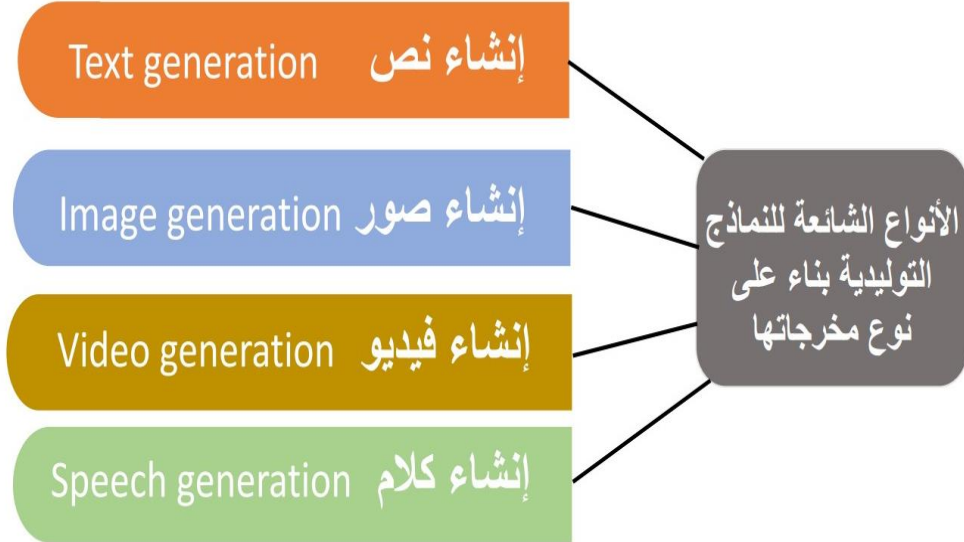 الأنواع الشائعة للنماذج
التوليدية بناء على
نوع مخرجاتها
إنشاء نص Text generation
إنشاء صور Image generation
إنشاء فيديو Video generation
إنشاء كلام Speech generation